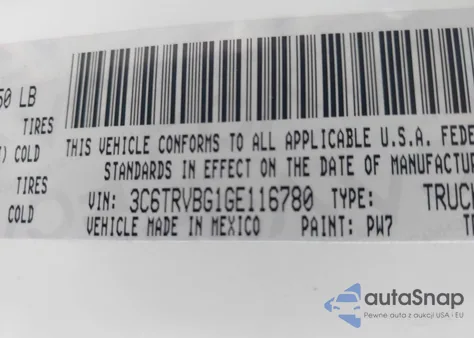 50 LB
TIRES
) COLD
TIRES
COLD
THIS VEHICLE CONFORMS TO ALL APPLICABLE U.S.A. FEDE
STANDARDS IN EFFECT ON THE DATE OF MANUFACTU
VIN: 3C6TRVBG1GE116780 TYPE: TRUCK
VEHICLE MADE IN MEXICO PAINT: PW7
autaSnap
Pewne auta z aukcji USA - EU